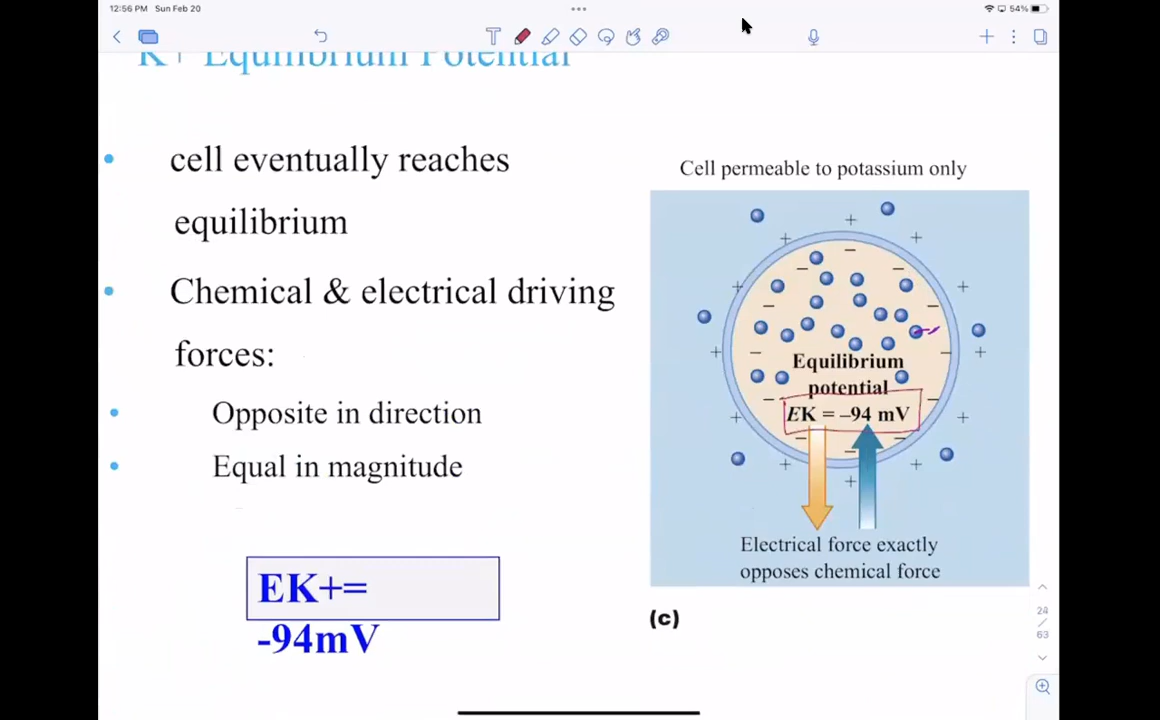 12:56 PM Sun Feb 20
54%
K+ Equilibrium Potential
• cell eventually reaches
equilibrium
• Chemical & electrical driving
forces:
• Opposite in direction
• Equal in magnitude
EK+=
-94mV
Cell permeable to potassium only
Equilibrium
potential
EK = –94 mV
Electrical force exactly
opposes chemical force
(c)
24
/
63